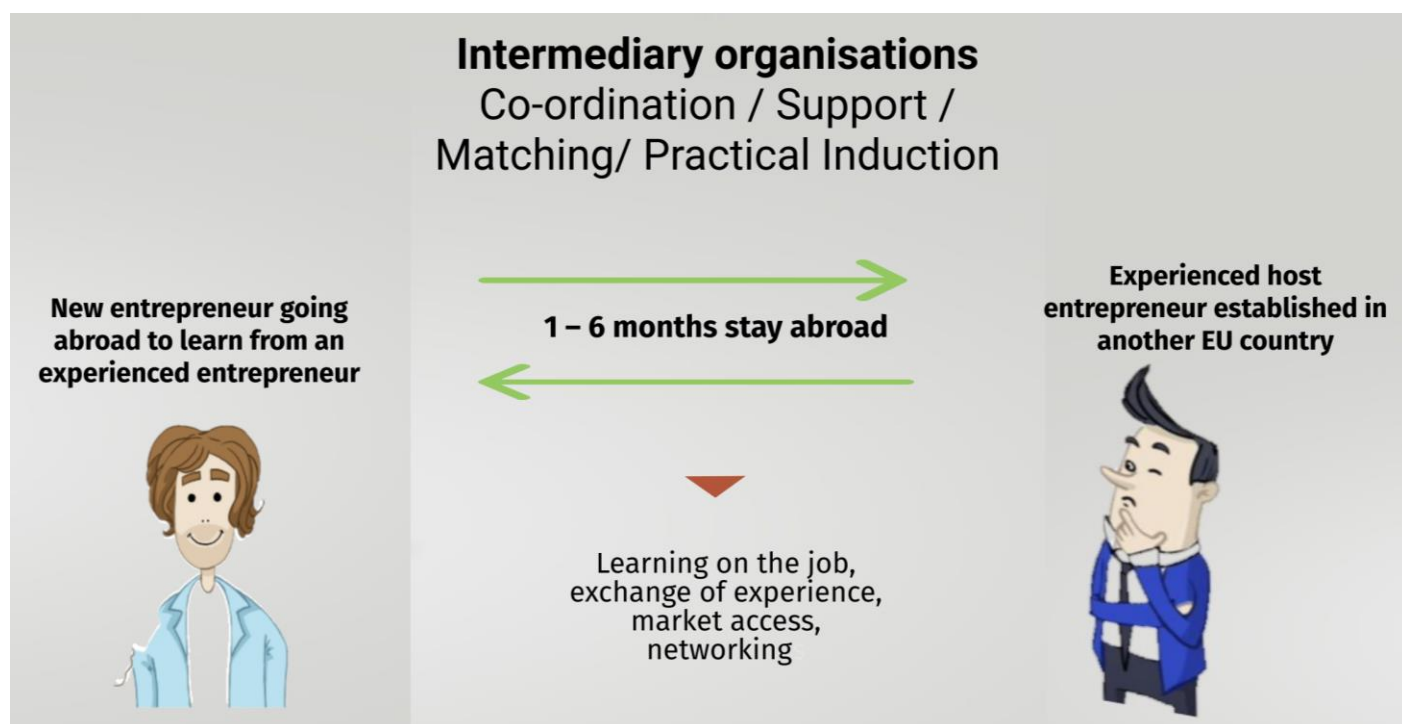 Intermediary organisations
Co-ordination / Support /
Matching/ Practical Induction
New entrepreneur going
abroad to learn from an
experienced entrepreneur
1 – 6 months stay abroad
Experienced host
entrepreneur established in
another EU country
Learning on the job,
exchange of experience,
market access,
networking